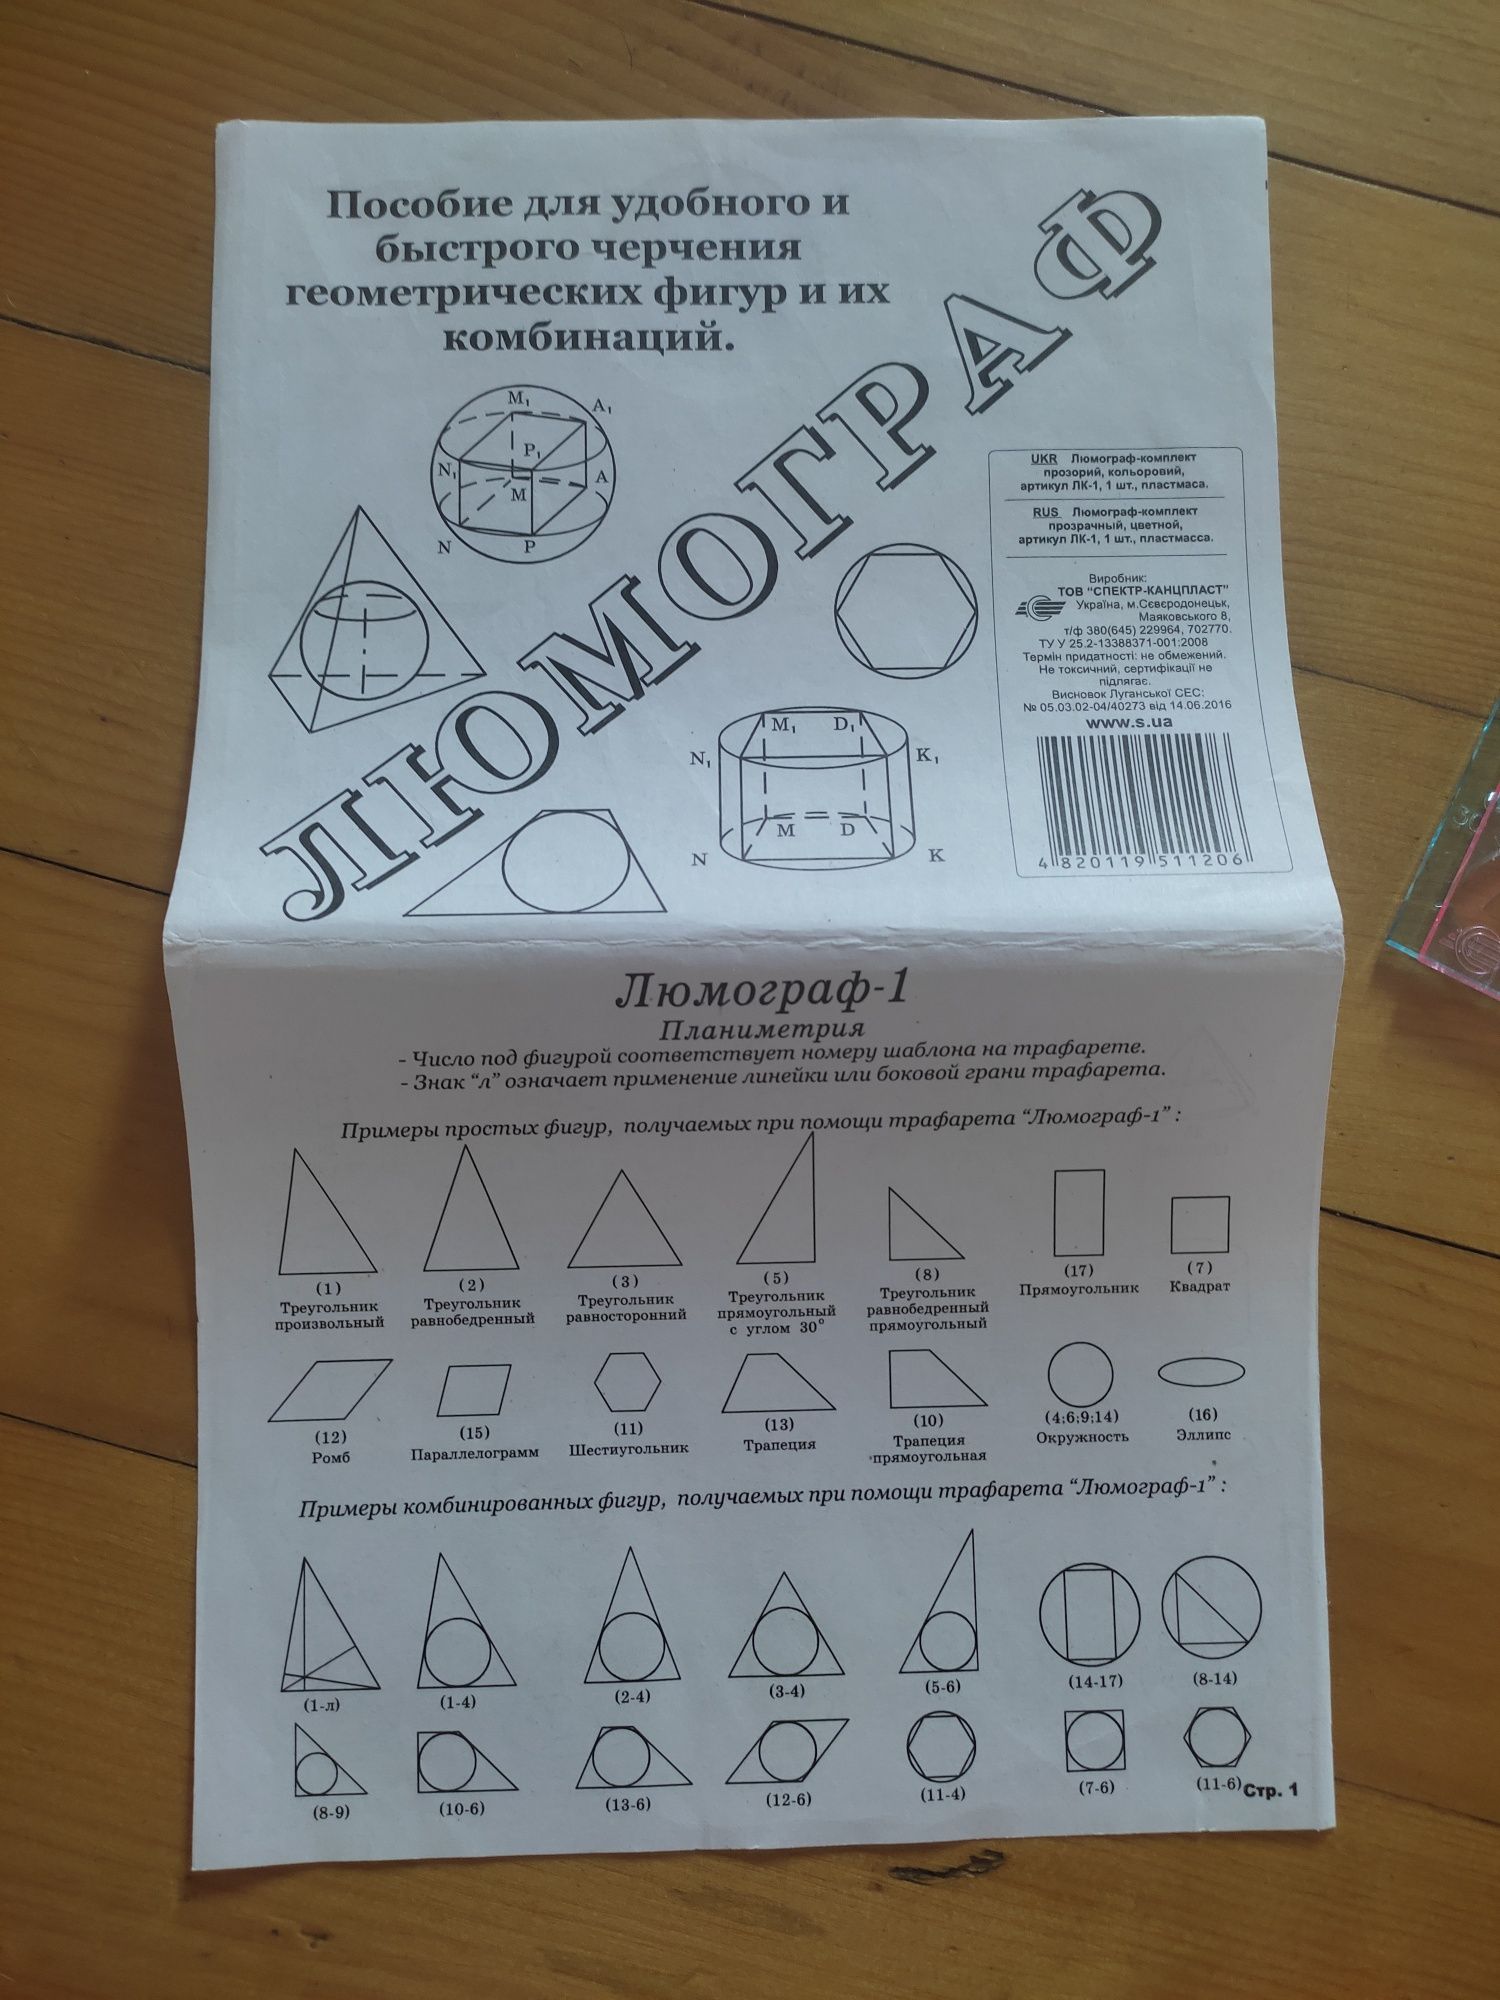 Пособие для удобного и
быстрого черчения
геометрических фигур и их
комбинаций.
ЛЮМОГРАФ
M₁ A₁
P₁
N₁ A
M
N P
M₁ D₁
N₁ K₁
M D
N K
UKR Люмограф-комплект
прозорий, кольоровий,
артикул ЛК-1, 1 шт., пластмаса.
RUS Люмограф-комплект
прозрачный, цветной,
артикул ЛК-1, 1 шт., пластмасса.
Виробник:
ТОВ "СПЕКТР-КАНЦПЛАСТ"
Україна, м.Сєвєродонецьк,
Маяковського 8,
т/ф 380(645) 229964, 702770.
ТУ У 25.2-13388371-001:2008
Термін придатності: не обмежений.
Не токсичний, сертифікації не
підлягає.
Висновок Луганської СЕС:
№ 05.03.02-04/40273 від 14.06.2016
www.s.ua
4 820119 511206
Люмограф-1
Планиметрия
- Число под фигурой соответствует номеру шаблона на трафарете.
- Знак “л” означает применение линейки или боковой грани трафарета.
Примеры простых фигур, получаемых при помощи трафарета “Люмограф-1” :
(1) (2) (3) (5) (8) (17) (7)
Треугольник произвольный
Треугольник равнобедренный
Треугольник равносторонний
Треугольник прямоугольный с углом 30°
Треугольник равнобедренный прямоугольный
Прямоугольник
Квадрат
(12) (15) (11) (13) (10) (4;6;9;14) (16)
Ромб Параллелограмм Шестиугольник Трапеция Трапеция прямоугольная Окружность Эллипс
Примеры комбинированных фигур, получаемых при помощи трафарета “Люмограф-1” :
(1-л) (1-4) (2-4) (3-4) (5-6) (14-17) (8-14)
(8-9) (10-6) (13-6) (12-6) (11-4) (7-6) (11-6)
Стр. 1